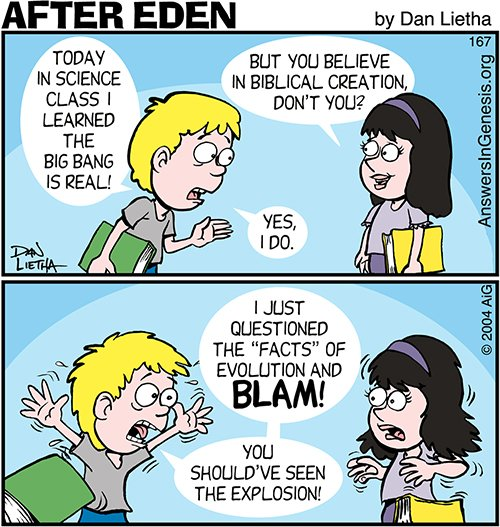 AFTER EDEN
by Dan Lietha
167
TODAY
IN SCIENCE
CLASS I
LEARNED
THE
BIG BANG
IS REAL!
BUT YOU BELIEVE
IN BIBLICAL CREATION,
DON'T YOU?
YES,
I DO.
AnswersInGenesis.org
DAN
LIETHA
I JUST
QUESTIONED
THE "FACTS" OF
EVOLUTION AND
BLAM!
YOU
SHOULD'VE SEEN
THE EXPLOSION!
© 2004 AiG